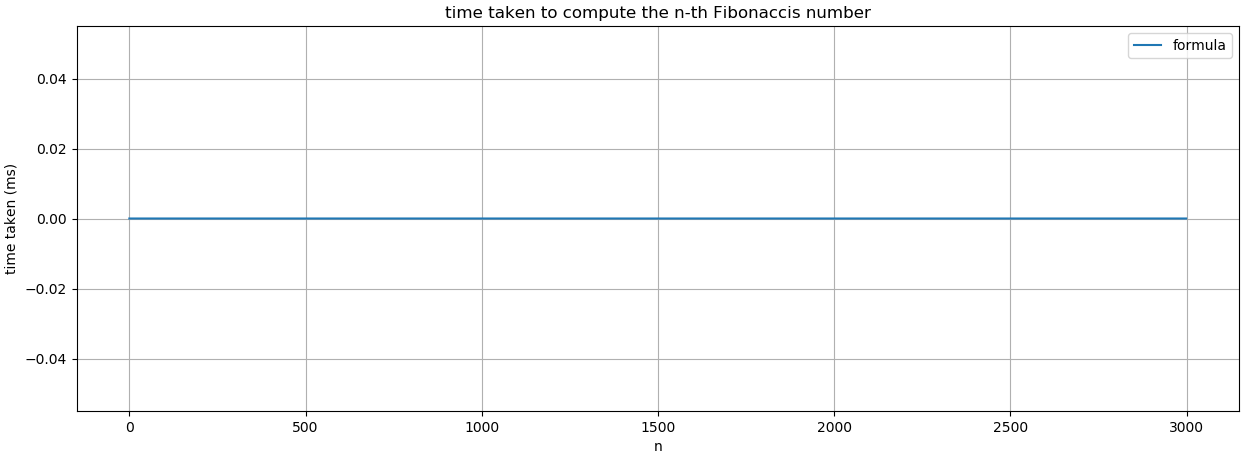 time taken to compute the n-th Fibonaccis number
formula
time taken (ms)
0.04
0.02
0.00
−0.02
−0.04
0 500 1000 1500 2000 2500 3000
n